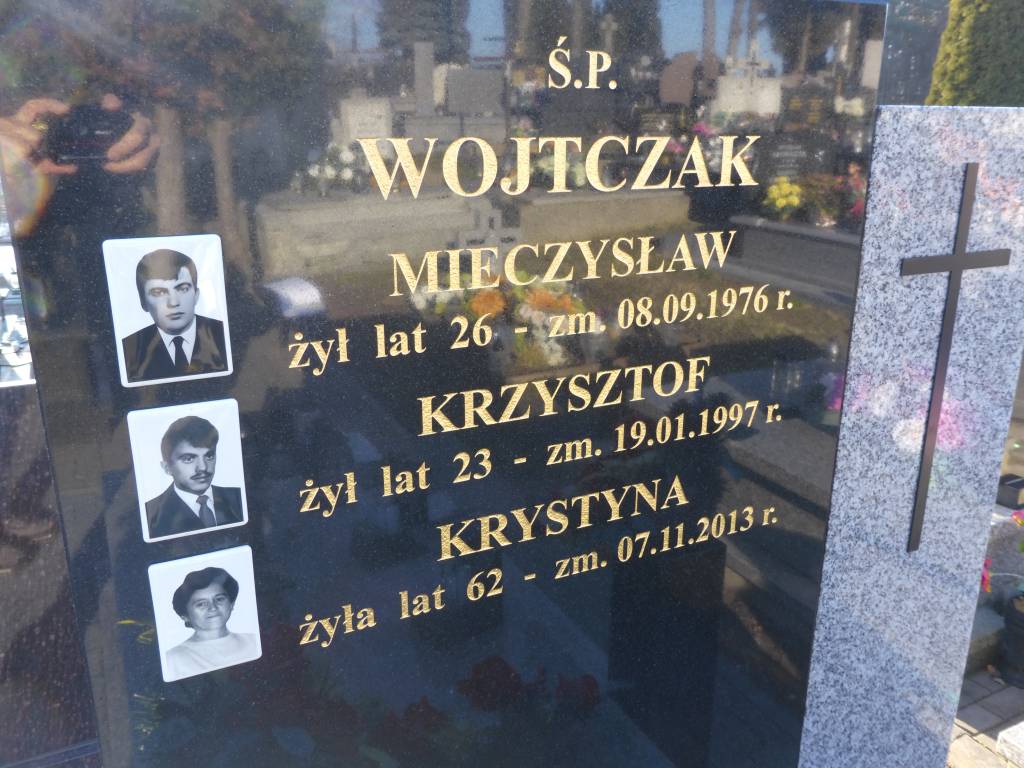 Ś.P.
WOJTCZAK
MIECZYSŁAW
żył lat 26 - zm. 08.09.1976 r.
KRZYSZTOF
żył lat 23 - zm. 19.01.1997 r.
KRYSTYNA
żyła lat 62 - zm. 07.11.2013 r.